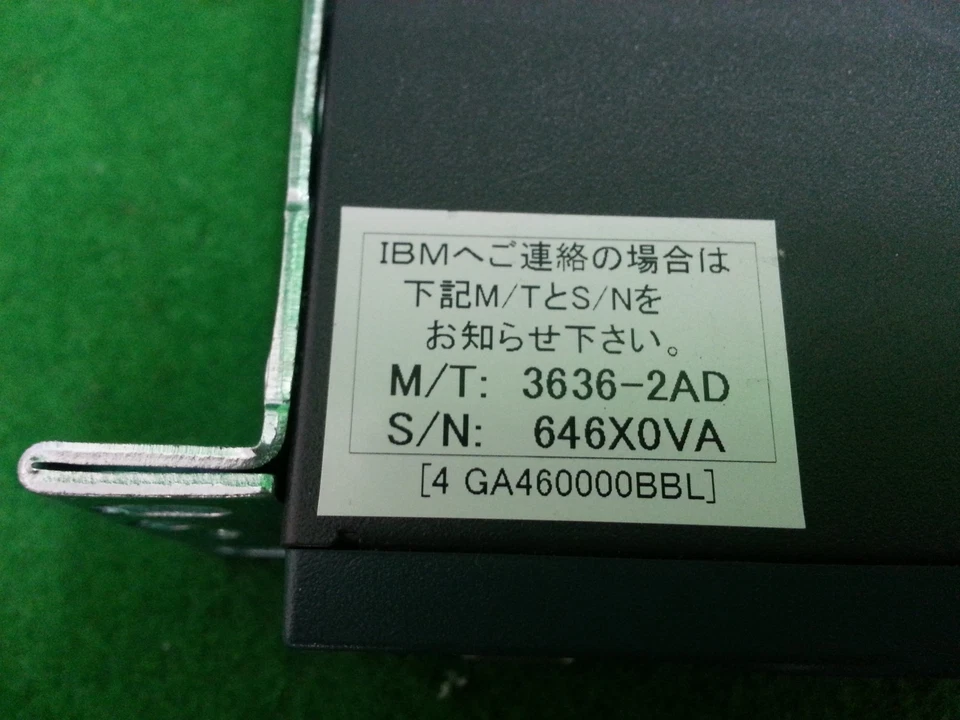 IBMへご連絡の場合は
下記M/TとS/Nを
お知らせ下さい。
M/T: 3636-2AD
S/N: 646X0VA
[4 GA460000BBL]